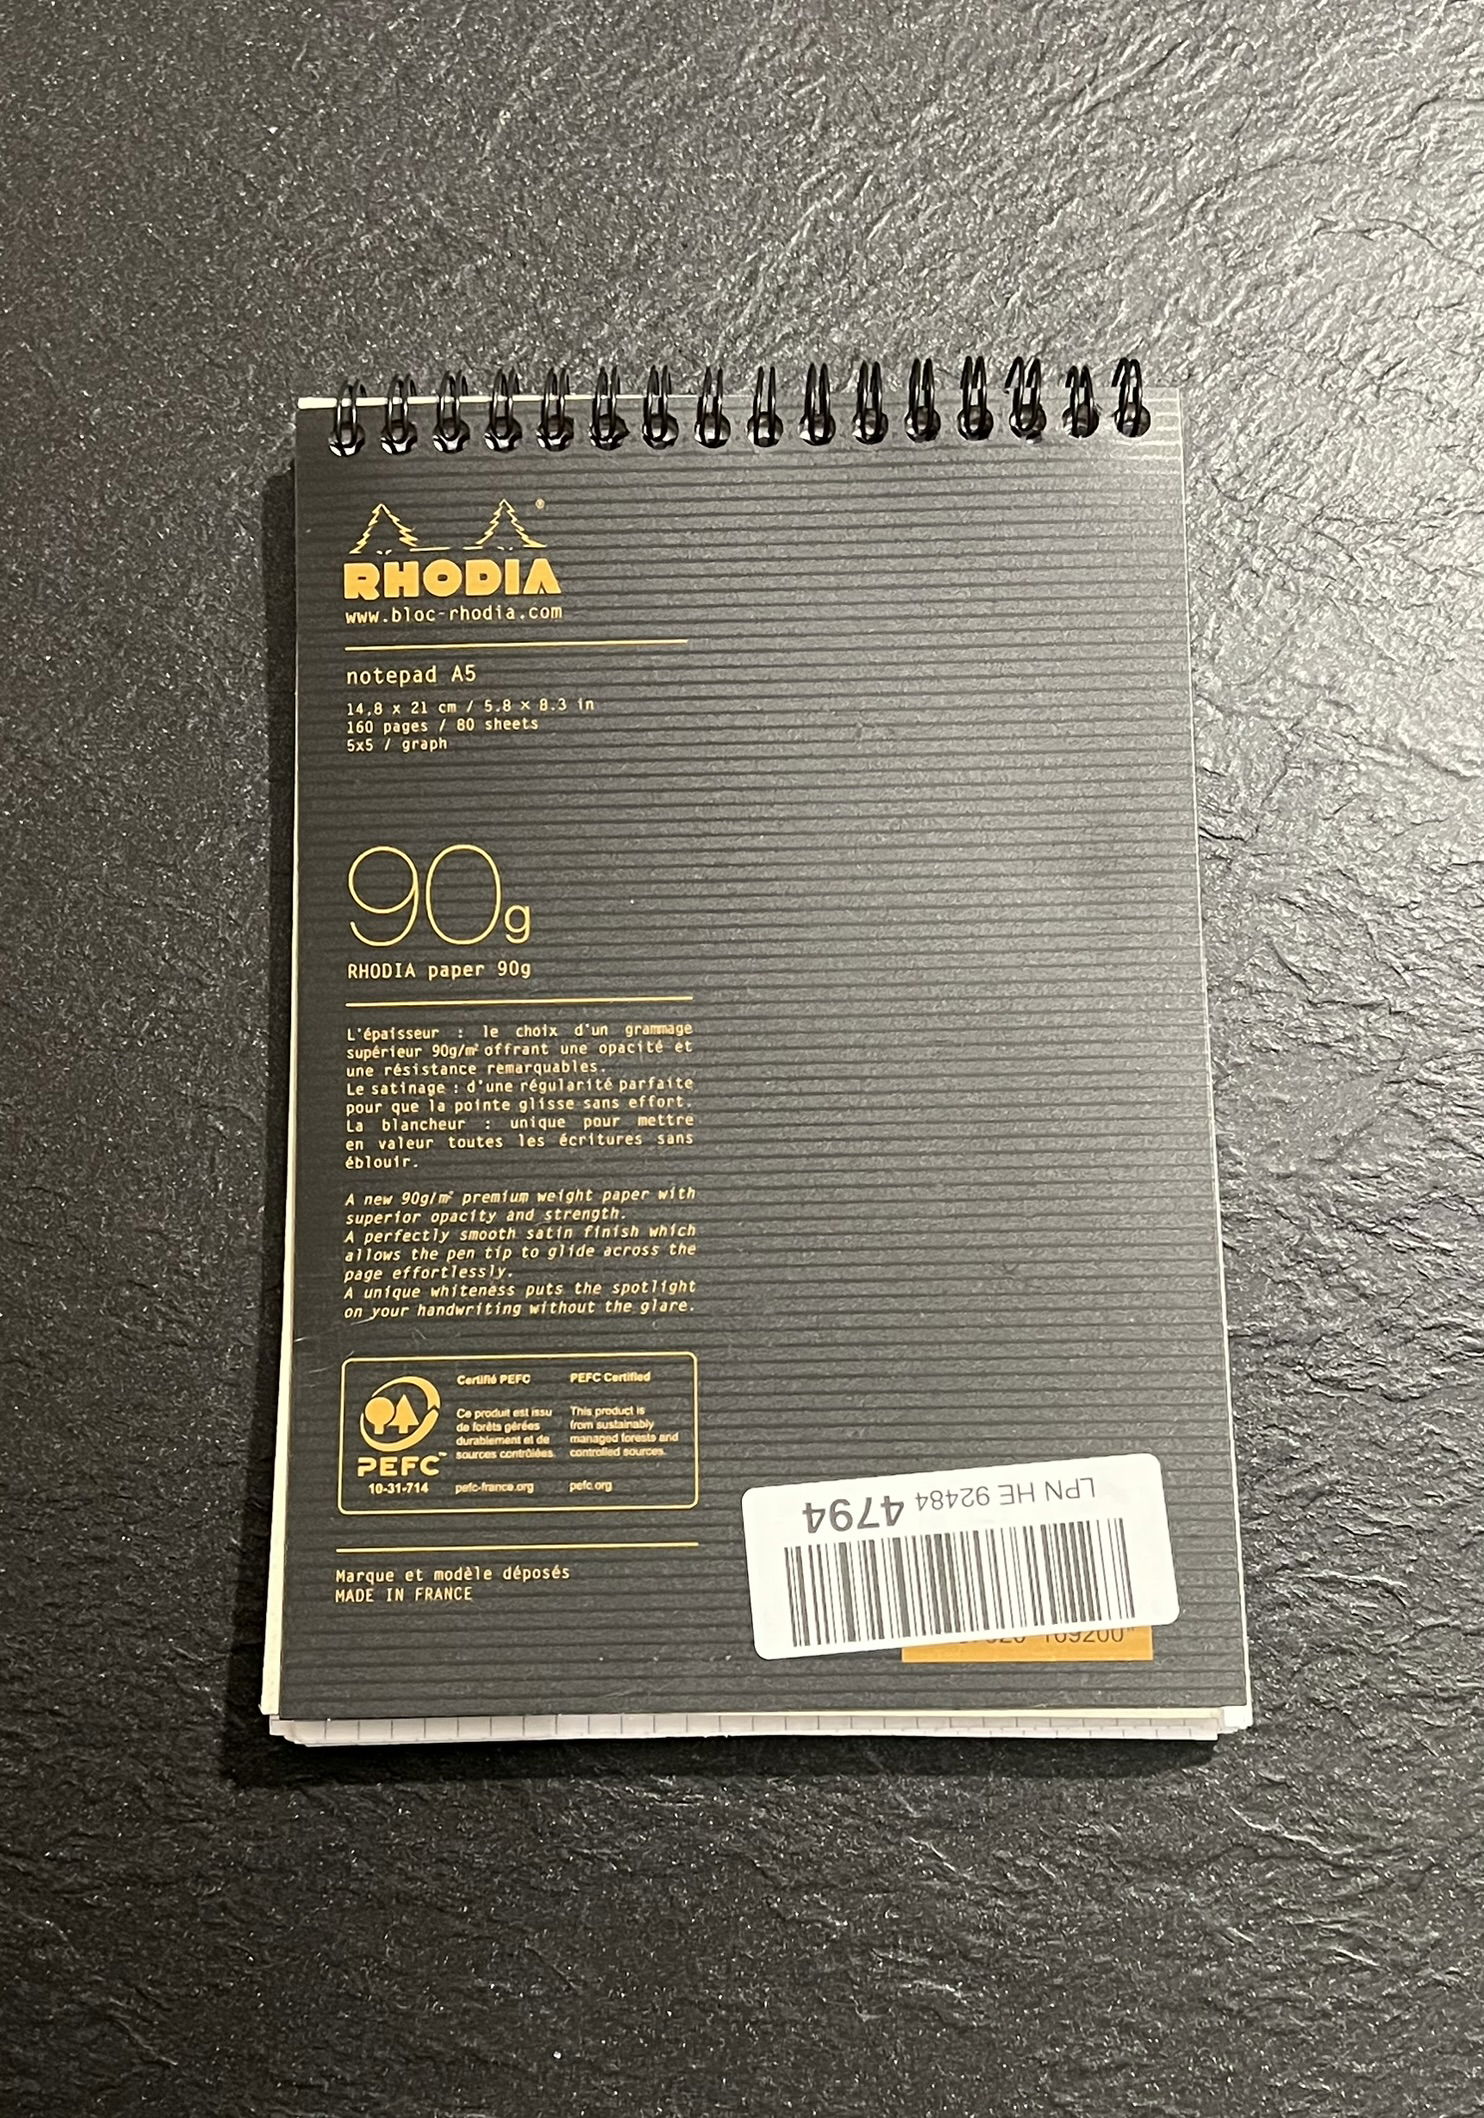 RHODIA®
www.bloc-rhodia.com
notepad A5
14,8 x 21 cm / 5.8 x 8.3 in
160 pages / 80 sheets
5x5 / graph
90g
RHODIA paper 90g
L'épaisseur : le choix d'un grammage
supérieur 90g/m² offrant une opacité et
une résistance remarquables.
Le satinage : d'une régularité parfaite
pour que la pointe glisse sans effort.
La blancheur : unique pour mettre
en valeur toutes les écritures sans
éblouir.
A new 90g/m² premium weight paper with
superior opacity and strength.
A perfectly smooth satin finish which
allows the pen tip to glide across the
page effortlessly.
A unique whiteness puts the spotlight
on your handwriting without the glare.
PEFC™
10-31-714
Certifié PEFC
Ce produit est issu
de forêts gérées
durablement et de
sources contrôlées.
pefc-france.org
PEFC Certified
This product is
from sustainably
managed forests and
controlled sources.
pefc.org
Marque et modèle déposés
MADE IN FRANCE
LPN HE 92484 4794
169200